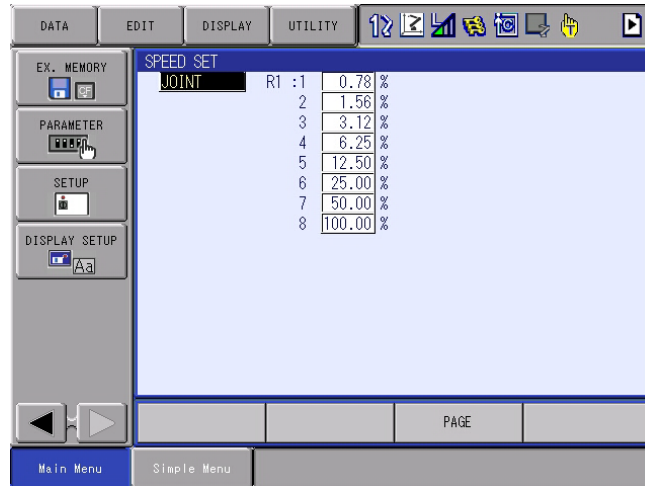 DATA EDIT DISPLAY UTILITY
EX. MEMORY
CF
PARAMETER
SETUP
DISPLAY SETUP
Aa
SPEED SET
JOINT R1 :1 0.78 %
2 1.56 %
3 3.12 %
4 6.25 %
5 12.50 %
6 25.00 %
7 50.00 %
8 100.00 %
PAGE
Main Menu Simple Menu